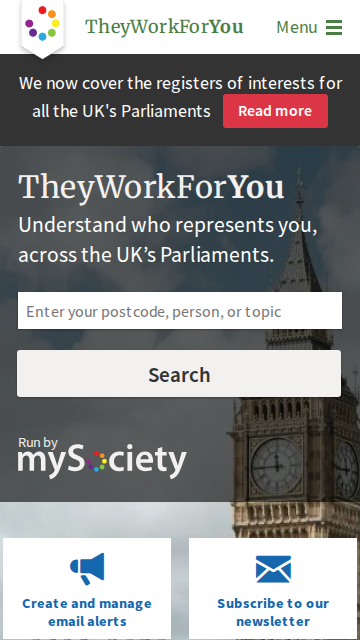 TheyWorkForYou
Menu
We now cover the registers of interests for
all the UK's Parliaments
Read more
TheyWorkForYou
Understand who represents you,
across the UK’s Parliaments.
Enter your postcode, person, or topic
Search
Run by
mySociety
Create and manage
email alerts
Subscribe to our
newsletter